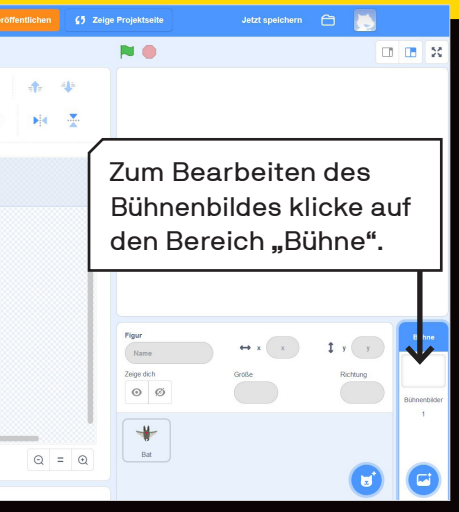 eröffentlichen Zeige Projektseite Jetzt speichern
Zum Bearbeiten des
Bühnenbildes klicke auf
den Bereich „Bühne“.
Figur
Name x x y y
Zeige dich Größe Richtung
Bat
Bühne
Bühnenbilder
1